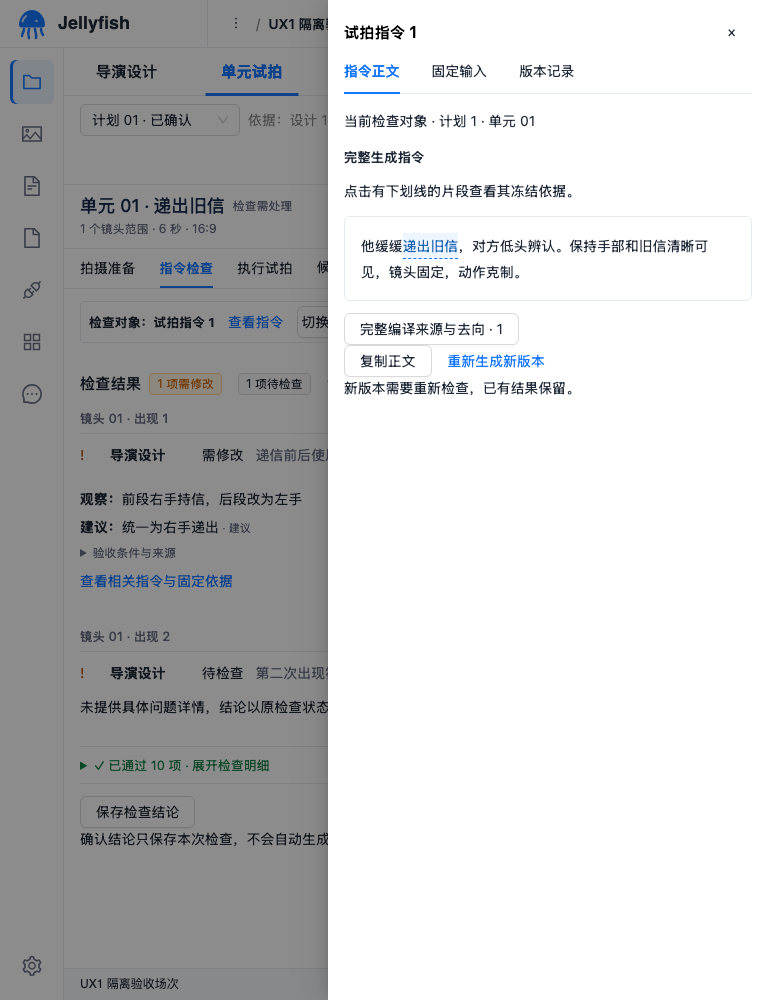 Jellyfish
⋮ / UX1 隔离验
导演设计 单元试拍
计划 01 · 已确认 依据：设计 1
单元 01 · 递出旧信 检查需处理
1 个镜头范围 · 6 秒 · 16:9
拍摄准备 指令检查 执行试拍
检查对象：试拍指令 1 查看指令 切换
检查结果 1 项需修改 1 项待检查
镜头 01 · 出现 1
! 导演设计 需修改 递信前后使
观察：前段右手持信，后段改为左手
建议：统一为右手递出 · 建议
验收条件与来源
查看相关指令与固定依据
镜头 01 · 出现 2
! 导演设计 待检查 第二次出现
未提供具体问题详情，结论以原检查状态
✓ 已通过 10 项 · 展开检查明细
保存检查结论
确认结论只保存本次检查，不会自动生成
UX1 隔离验收场次
试拍指令 1 ×
指令正文 固定输入 版本记录
当前检查对象 · 计划 1 · 单元 01
完整生成指令
点击有下划线的片段查看其冻结依据。
他缓缓递出旧信，对方低头辨认。保持手部和旧信清晰可
见，镜头固定，动作克制。
完整编译来源与去向 · 1
复制正文 重新生成新版本
新版本需要重新检查，已有结果保留。